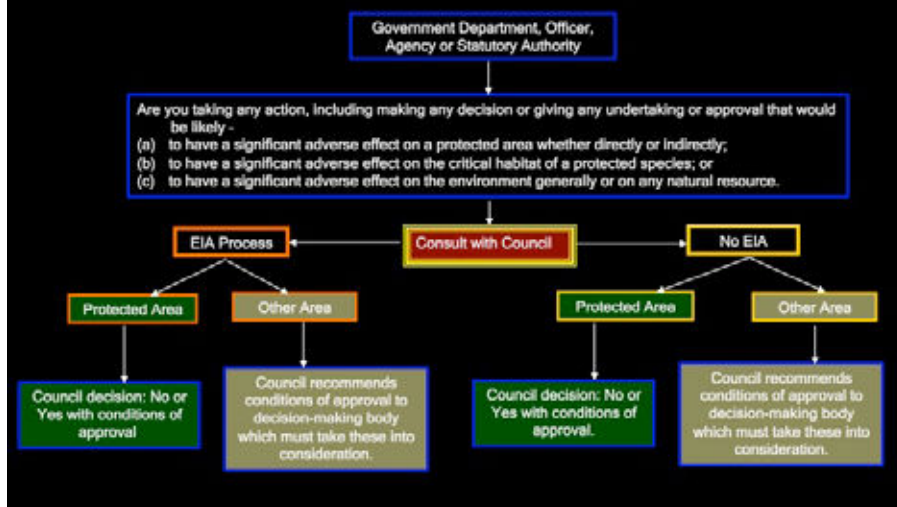 Government Department, Officer,
Agency or Statutory Authority
Are you taking any action, including making any decision or giving any undertaking or approval that would
be likely -
(a) to have a significant adverse effect on a protected area whether directly or indirectly;
(b) to have a significant adverse effect on the critical habitat of a protected species; or
(c) to have a significant adverse effect on the environment generally or on any natural resource.
EIA Process
Consult with Council
No EIA
Protected Area
Other Area
Protected Area
Other Area
Council decision: No or
Yes with conditions of
approval
Council recommends
conditions of approval to
decision-making body
which must take these into
consideration.
Council decision: No or
Yes with conditions of
approval.
Council recommends
conditions of approval to
decision-making body
which must take these into
consideration.